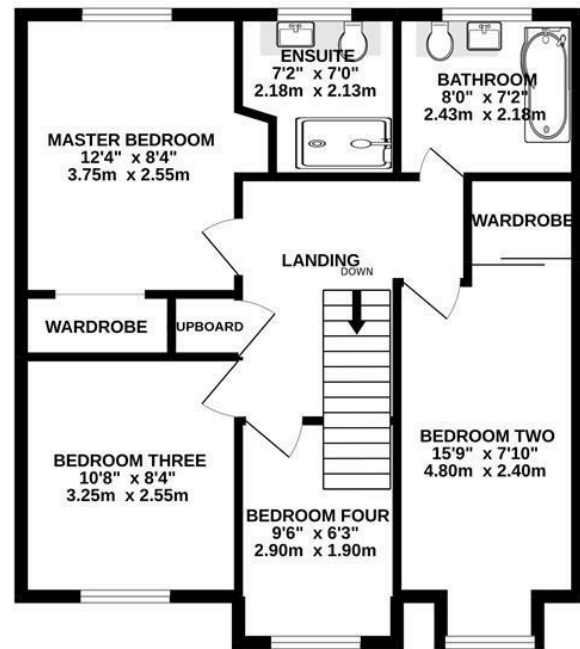 ENSUITE
7'2" x 7'0"
2.18m x 2.13m
BATHROOM
8'0" x 7'2"
2.43m x 2.18m
MASTER BEDROOM
12'4" x 8'4"
3.75m x 2.55m
WARDROBE
LANDING
DOWN
WARDROBE
UPBOARD
BEDROOM THREE
10'8" x 8'4"
3.25m x 2.55m
BEDROOM TWO
15'9" x 7'10"
4.80m x 2.40m
BEDROOM FOUR
9'6" x 6'3"
2.90m x 1.90m